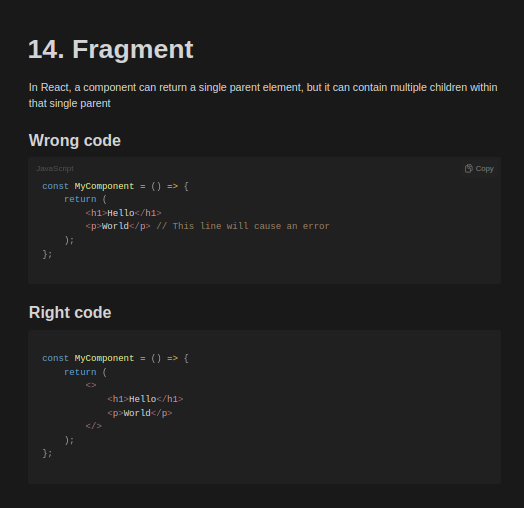 14. Fragment
In React, a component can return a single parent element, but it can contain multiple children within
that single parent
Wrong code
JavaScript
Copy
const MyComponent = () => {
    return (
        <h1>Hello</h1>
        <p>World</p> // This line will cause an error
    );
};
Right code
const MyComponent = () => {
    return (
        <>
            <h1>Hello</h1>
            <p>World</p>
        </>
    );
};